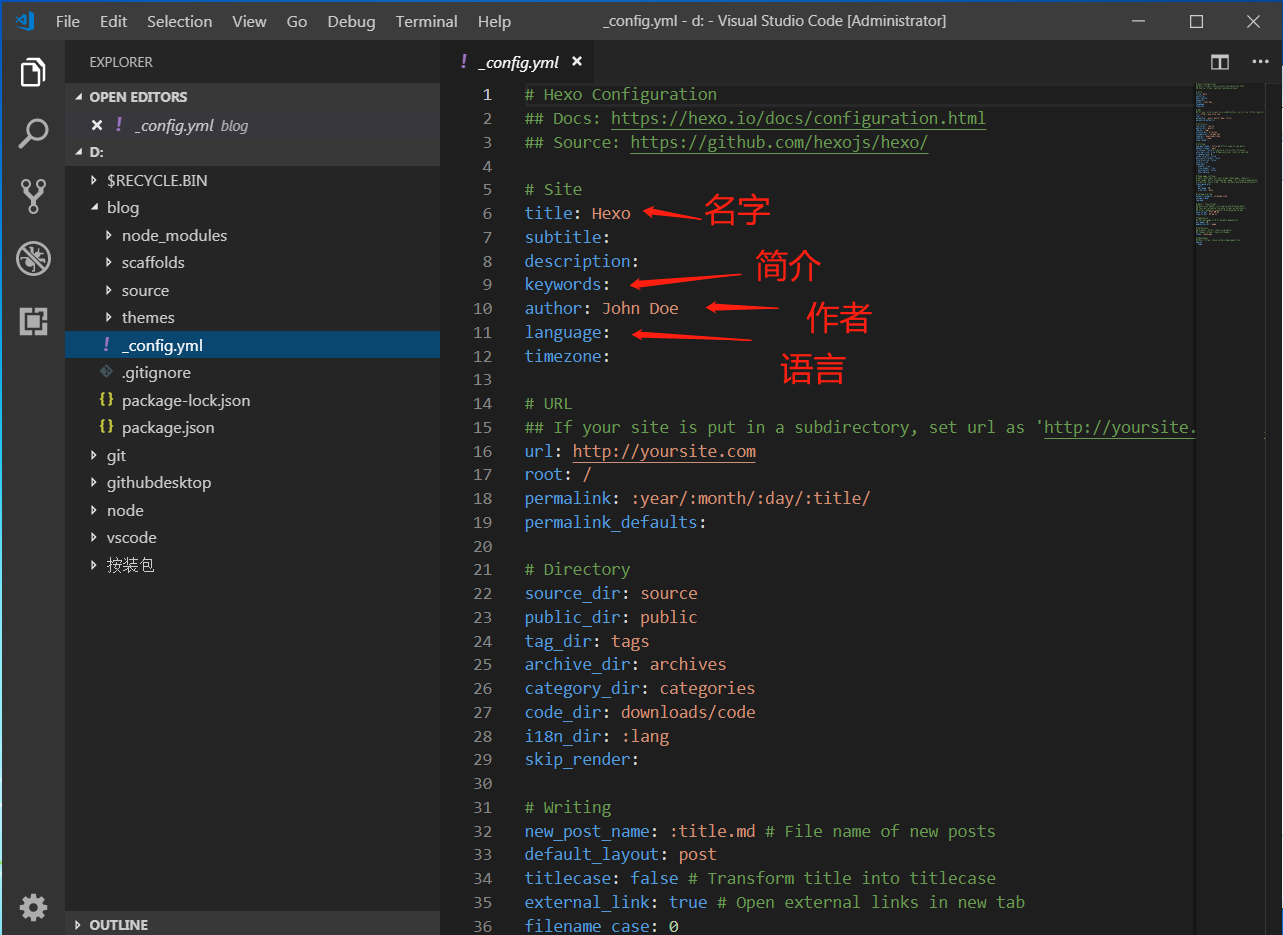 File Edit Selection View Go Debug Terminal Help _config.yml - d: - Visual Studio Code [Administrator]
EXPLORER
OPEN EDITORS
_config.yml blog
D:
$RECYCLE.BIN
blog
node_modules
scaffolds
source
themes
_config.yml
.gitignore
package-lock.json
package.json
git
githubdesktop
node
vscode
按装包
OUTLINE
_config.yml
1 # Hexo Configuration
2 ## Docs: https://hexo.io/docs/configuration.html
3 ## Source: https://github.com/hexojs/hexo/
4
5 # Site
6 title: Hexo 名字
7 subtitle:
8 description:
简介
9 keywords:
10 author: John Doe 作者
11 language:
12 timezone:
语言
13
14 # URL
15 ## If your site is put in a subdirectory, set url as 'http://yoursite.
16 url: http://yoursite.com
17 root: /
18 permalink: :year/:month/:day/:title/
19 permalink_defaults:
20
21 # Directory
22 source_dir: source
23 public_dir: public
24 tag_dir: tags
25 archive_dir: archives
26 category_dir: categories
27 code_dir: downloads/code
28 i18n_dir: :lang
29 skip_render:
30
31 # Writing
32 new_post_name: :title.md # File name of new posts
33 default_layout: post
34 titlecase: false # Transform title into titlecase
35 external_link: true # Open external links in new tab
36 filename_case: 0